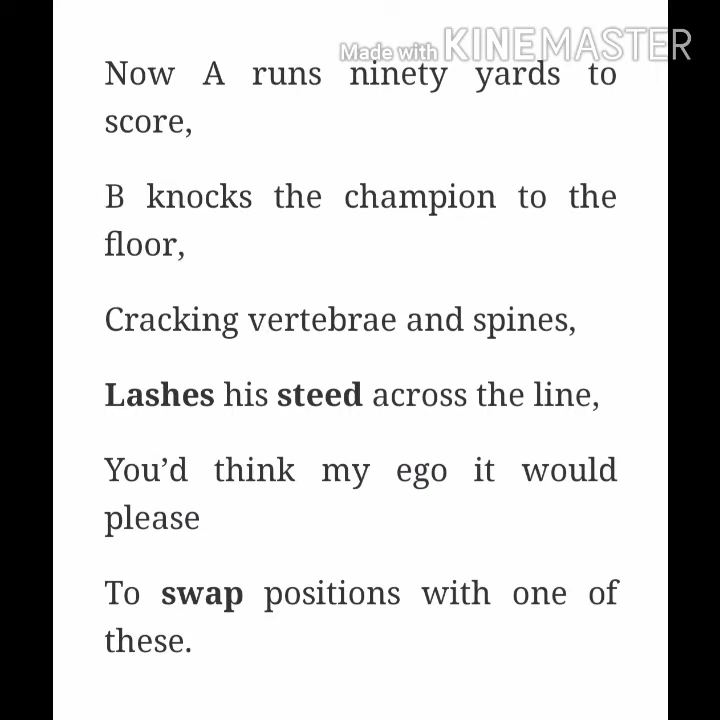 Made with KINEMASTER
Now A runs ninety yards to
score,
B knocks the champion to the
floor,
Cracking vertebrae and spines,
Lashes his steed across the line,
You’d think my ego it would
please
To swap positions with one of
these.